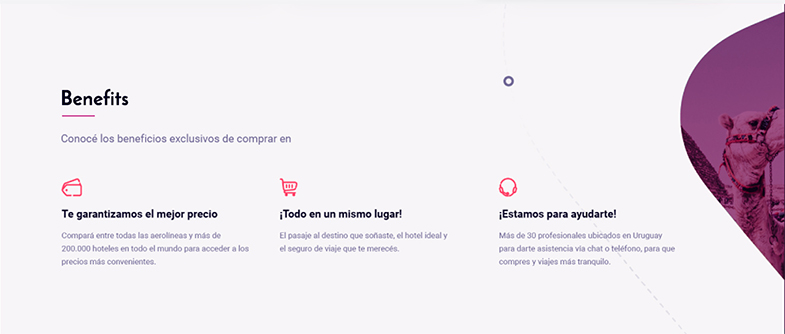 Benefits
Conocé los beneficios exclusivos de comprar en
Te garantizamos el mejor precio
Compará entre todas las aerolíneas y más de
200.000 hoteles en todo el mundo para acceder a los
precios más convenientes.
¡Todo en un mismo lugar!
El pasaje al destino que soñaste, el hotel ideal y
el seguro de viaje que te merecés.
¡Estamos para ayudarte!
Más de 30 profesionales ubicados en Uruguay
para darte asistencia vía chat o teléfono, para que
compres y viajes más tranquilo.